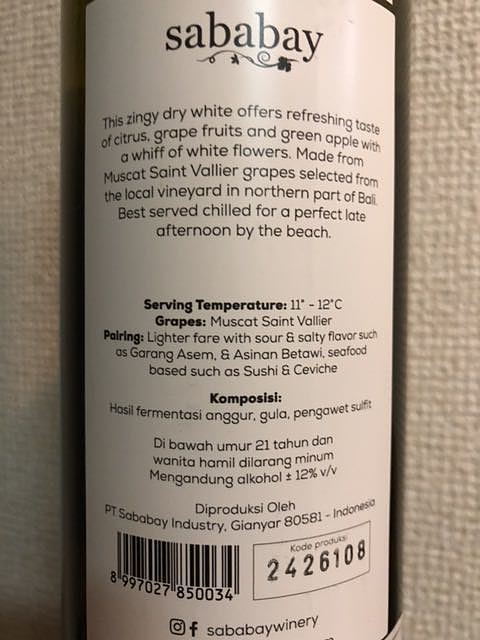 sababay
This zingy dry white offers refreshing taste
of citrus, grape fruits and green apple with
a whiff of white flowers. Made from
Muscat Saint Vallier grapes selected from
the local vineyard in northern part of Bali.
Best served chilled for a perfect late
afternoon by the beach.
Serving Temperature: 11° - 12°C
Grapes: Muscat Saint Vallier
Pairing: Lighter fare with sour & salty flavor such
as Garang Asem, & Asinan Betawi, seafood
based such as Sushi & Ceviche
Komposisi:
Hasil fermentasi anggur, gula, pengawet sulfit
Di bawah umur 21 tahun dan
wanita hamil dilarang minum
Mengandung alkohol ± 12% v/v
Diproduksi Oleh
PT Sababay Industry, Gianyar 80581 - Indonesia
Kode produksi
2426108
8 997027 850034
sababaywinery